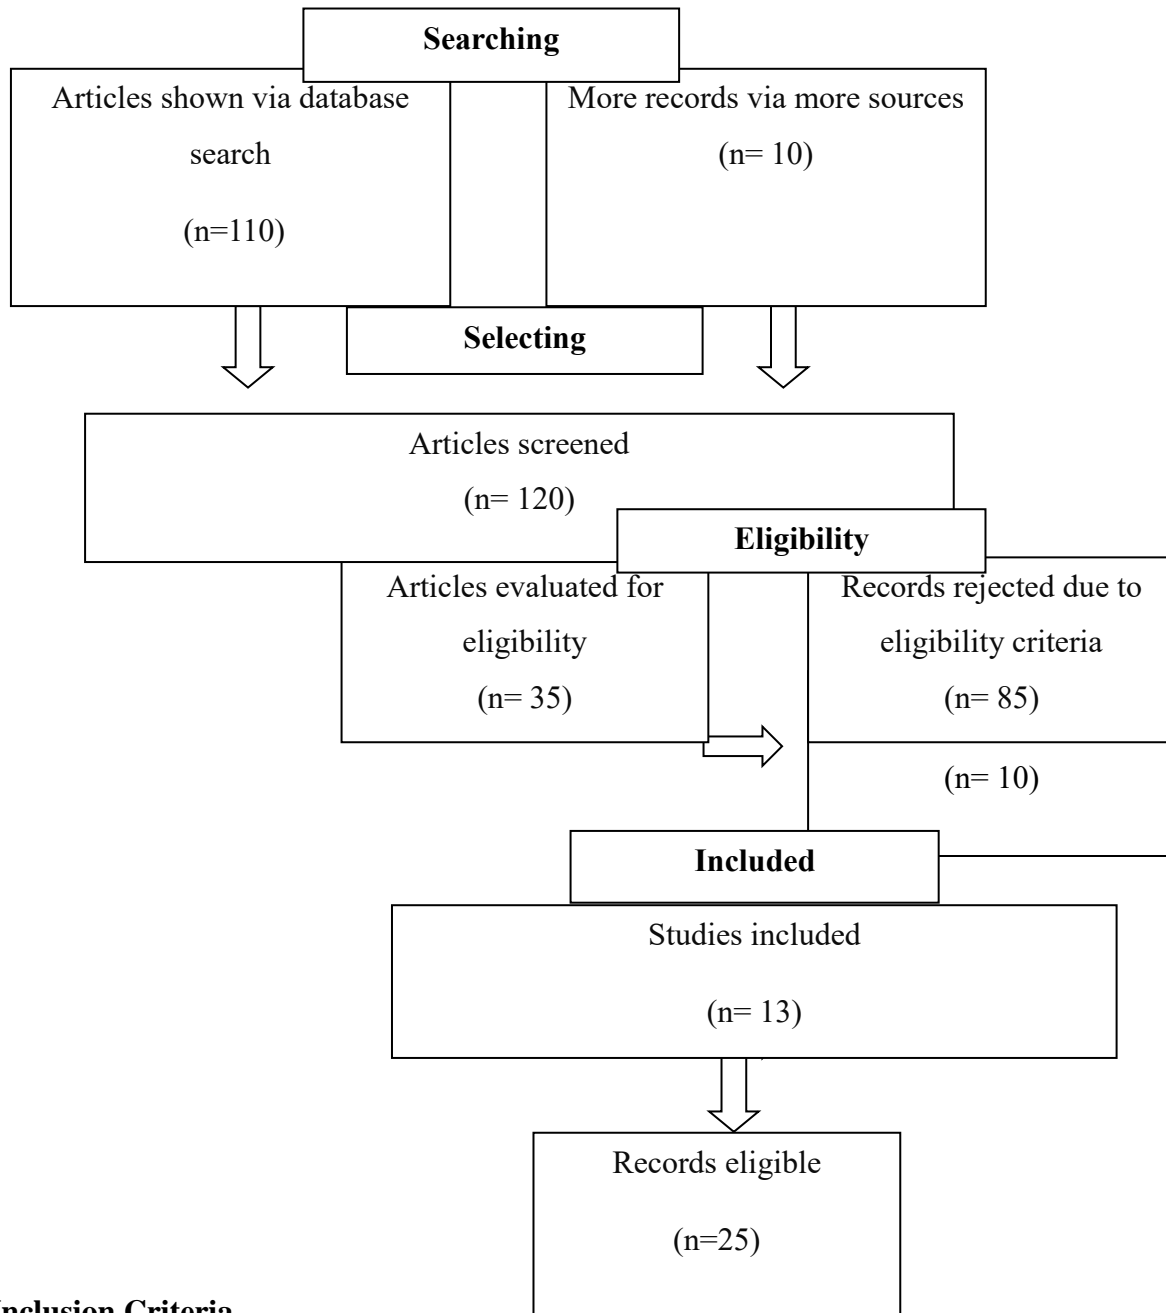 Searching
Articles shown via database
search
(n=110)
More records via more sources
(n= 10)
Selecting
Articles screened
(n= 120)
Eligibility
Articles evaluated for
eligibility
(n= 35)
Records rejected due to
eligibility criteria
(n= 85)
(n= 10)
Included
Studies included
(n= 13)
Records eligible
(n=25)
Inclusion Criteria